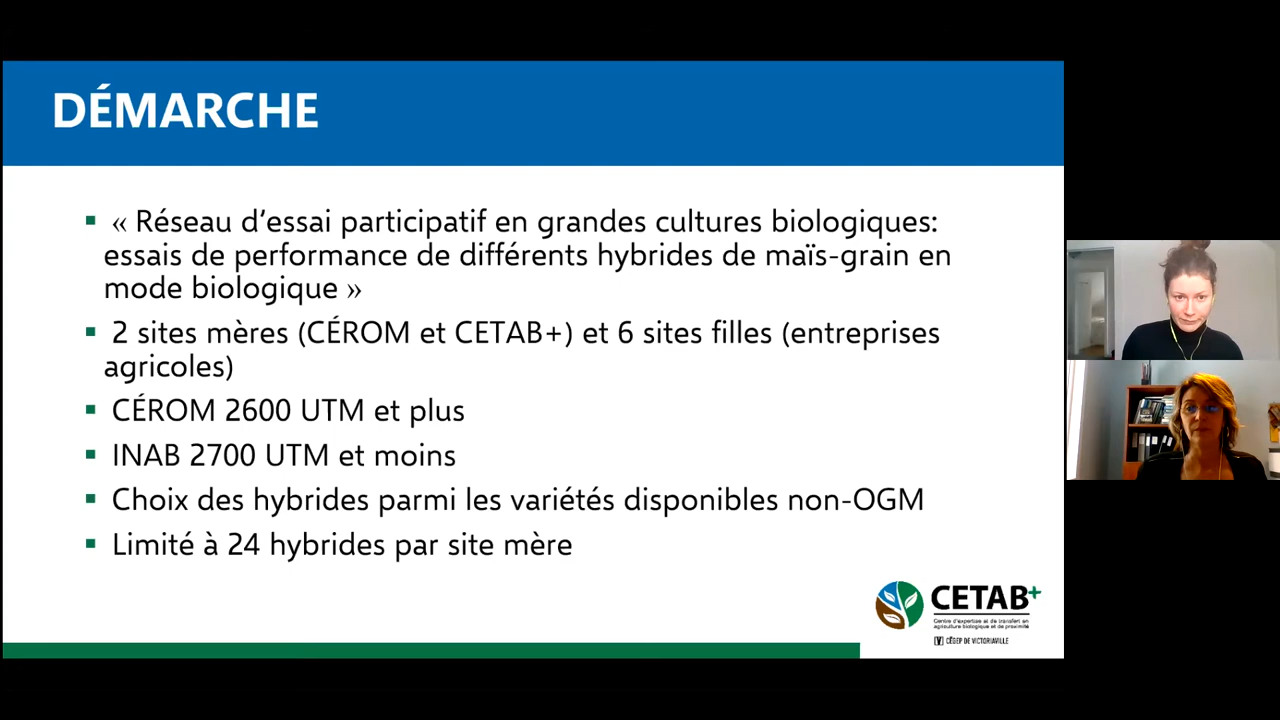 DÉMARCHE
« Réseau d’essai participatif en grandes cultures biologiques:
essais de performance de différents hybrides de maïs-grain en
mode biologique »
2 sites mères (CÉROM et CETAB+) et 6 sites filles (entreprises
agricoles)
CÉROM 2600 UTM et plus
INAB 2700 UTM et moins
Choix des hybrides parmi les variétés disponibles non-OGM
Limité à 24 hybrides par site mère
CETAB+
Centre d'expertise et de transfert en
agriculture biologique et de proximité
CÉGEP DE VICTORIAVILLE